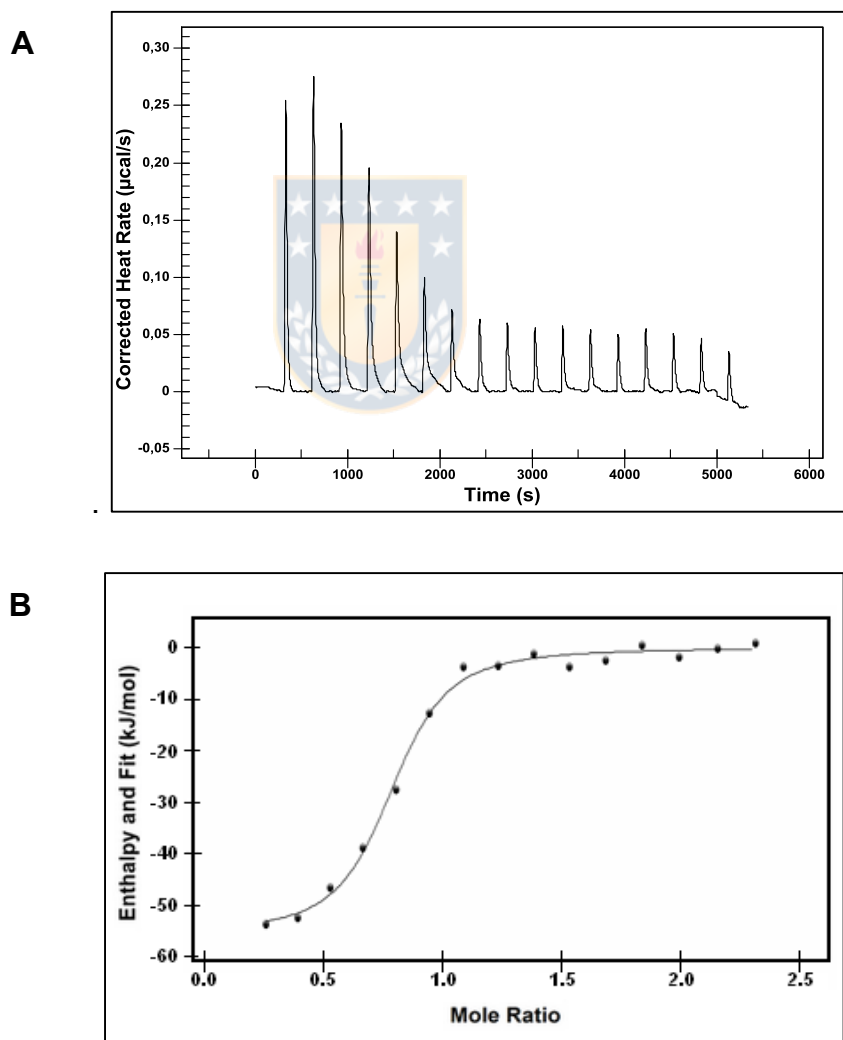 A
0,30
0,25
0,20
0,15
0,10
0,05
0
-0,05
Corrected Heat Rate (µcal/s)
0 1000 2000 3000 4000 5000 6000
Time (s)
.
B
0
-10
-20
-30
-40
-50
-60
Enthalpy and Fit (kJ/mol)
0.0 0.5 1.0 1.5 2.0 2.5
Mole Ratio